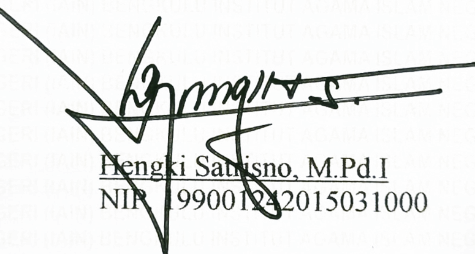 Hengki Satrisno, M.Pd.I
NIP. 199001242015031000